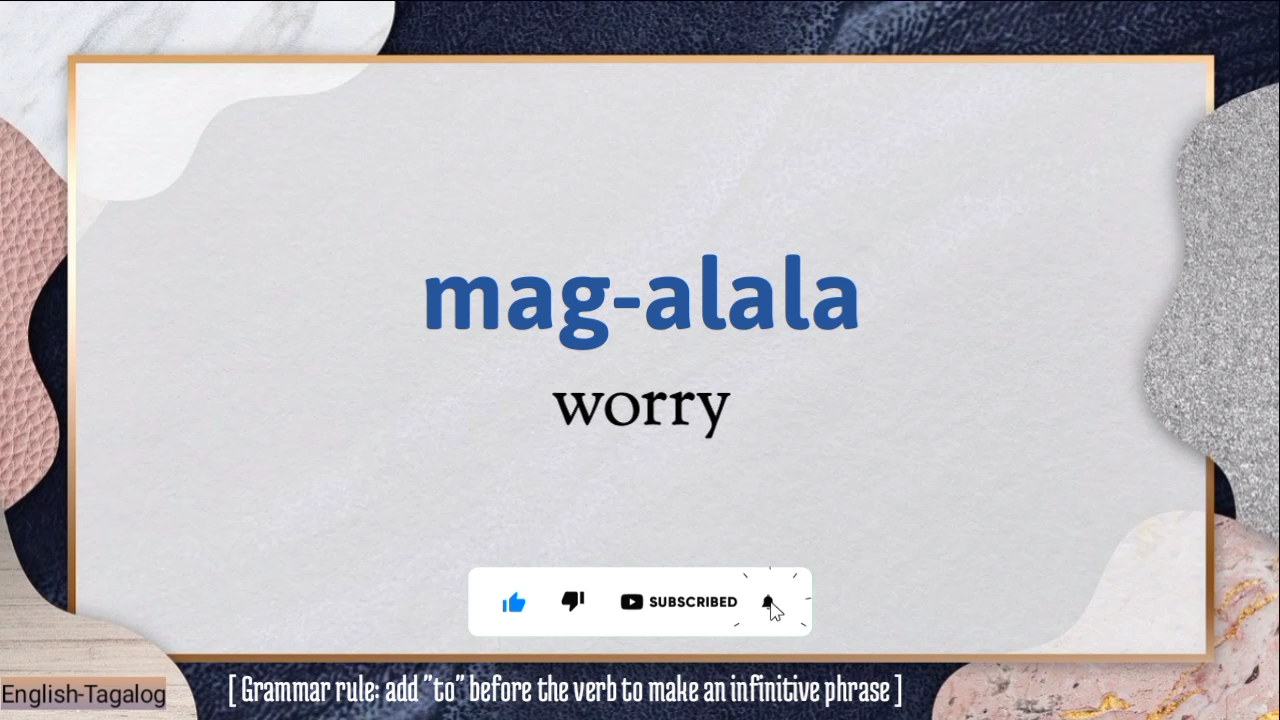 mag-alala
worry
SUBSCRIBED
English-Tagalog
[ Grammar rule: add "to" before the verb to make an infinitive phrase ]